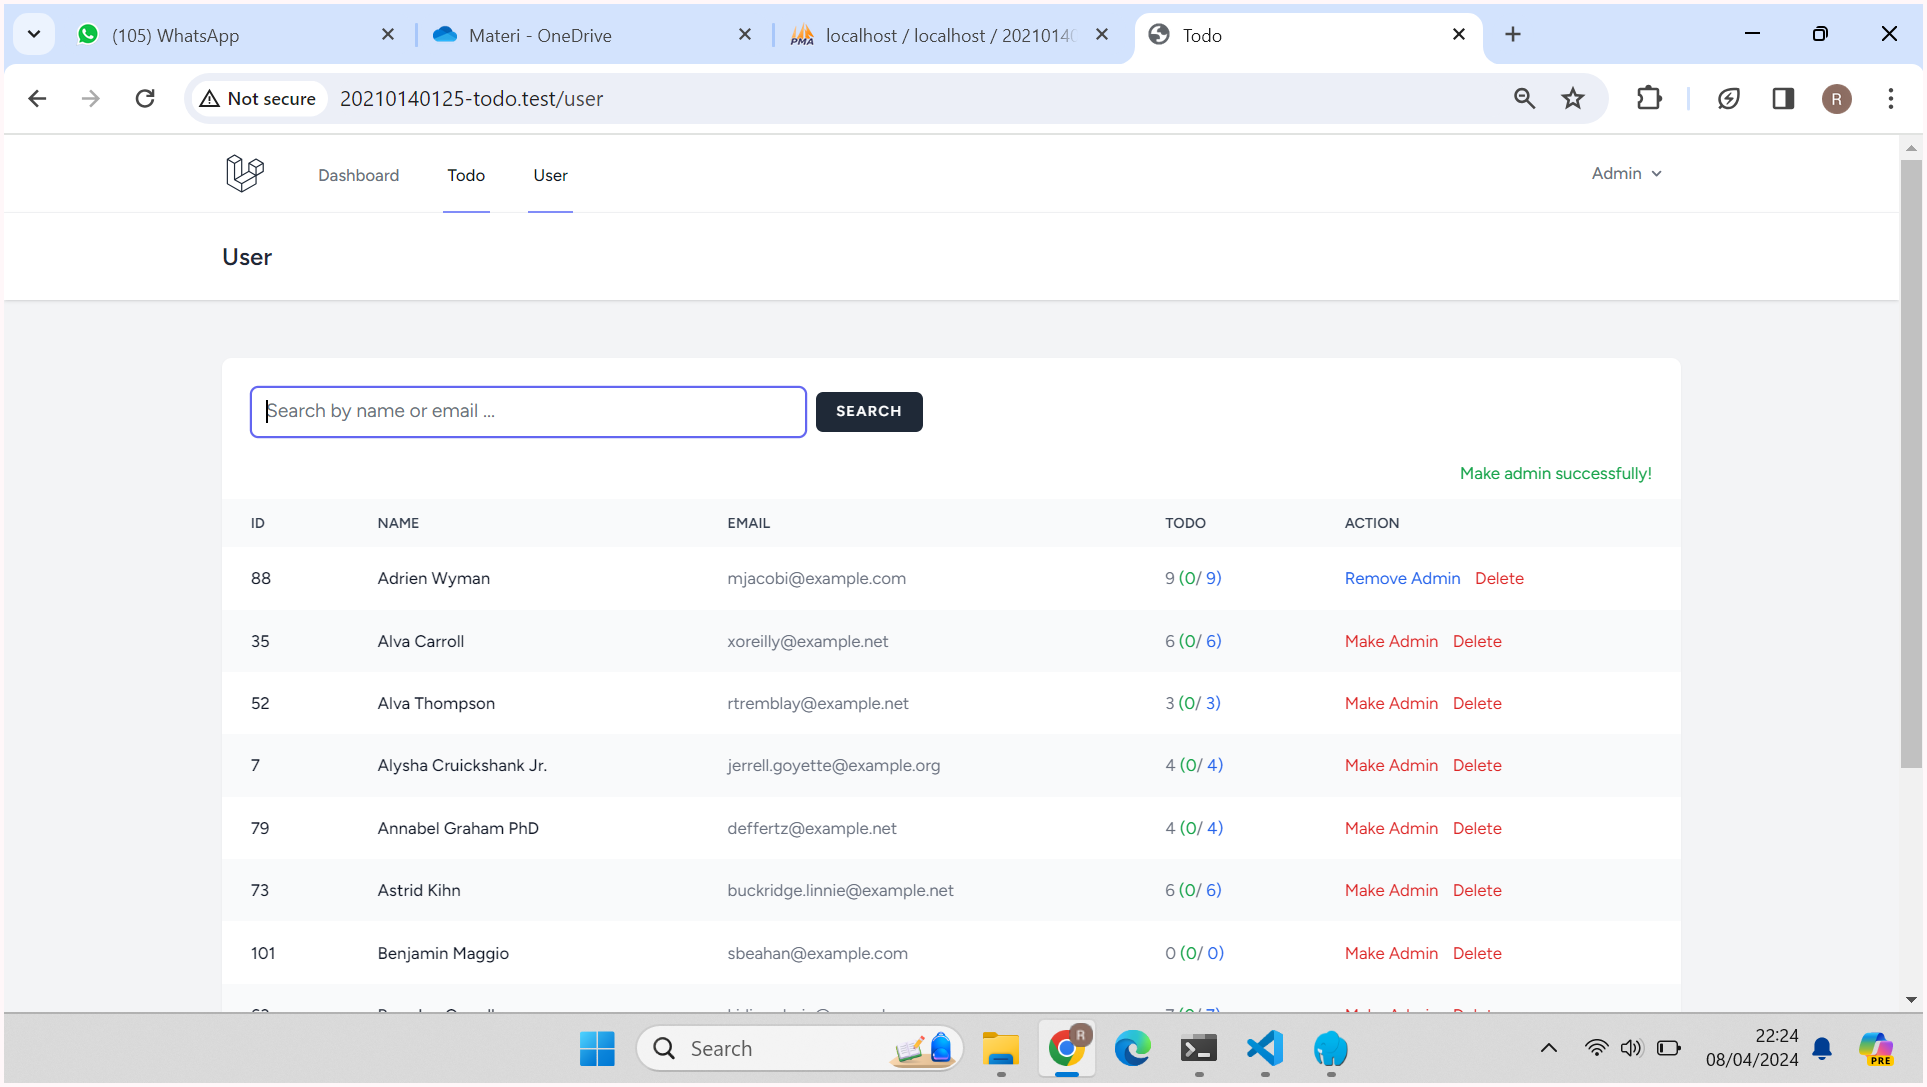 (105) WhatsApp
Materi - OneDrive
PMA
localhost / localhost / 2021014
Todo
Not secure
20210140125-todo.test/user
R
Dashboard
Todo
User
Admin
User
Search by name or email ...
SEARCH
Make admin successfully!
ID NAME EMAIL TODO ACTION
88 Adrien Wyman mjacobi@example.com 9 (0/ 9) Remove Admin Delete
35 Alva Carroll xoreilly@example.net 6 (0/ 6) Make Admin Delete
52 Alva Thompson rtremblay@example.net 3 (0/ 3) Make Admin Delete
7 Alysha Cruickshank Jr. jerrell.goyette@example.org 4 (0/ 4) Make Admin Delete
79 Annabel Graham PhD deffertz@example.net 4 (0/ 4) Make Admin Delete
73 Astrid Kihn buckridge.linnie@example.net 6 (0/ 6) Make Admin Delete
101 Benjamin Maggio sbeahan@example.com 0 (0/ 0) Make Admin Delete
Search
R
22:24
08/04/2024
PRE